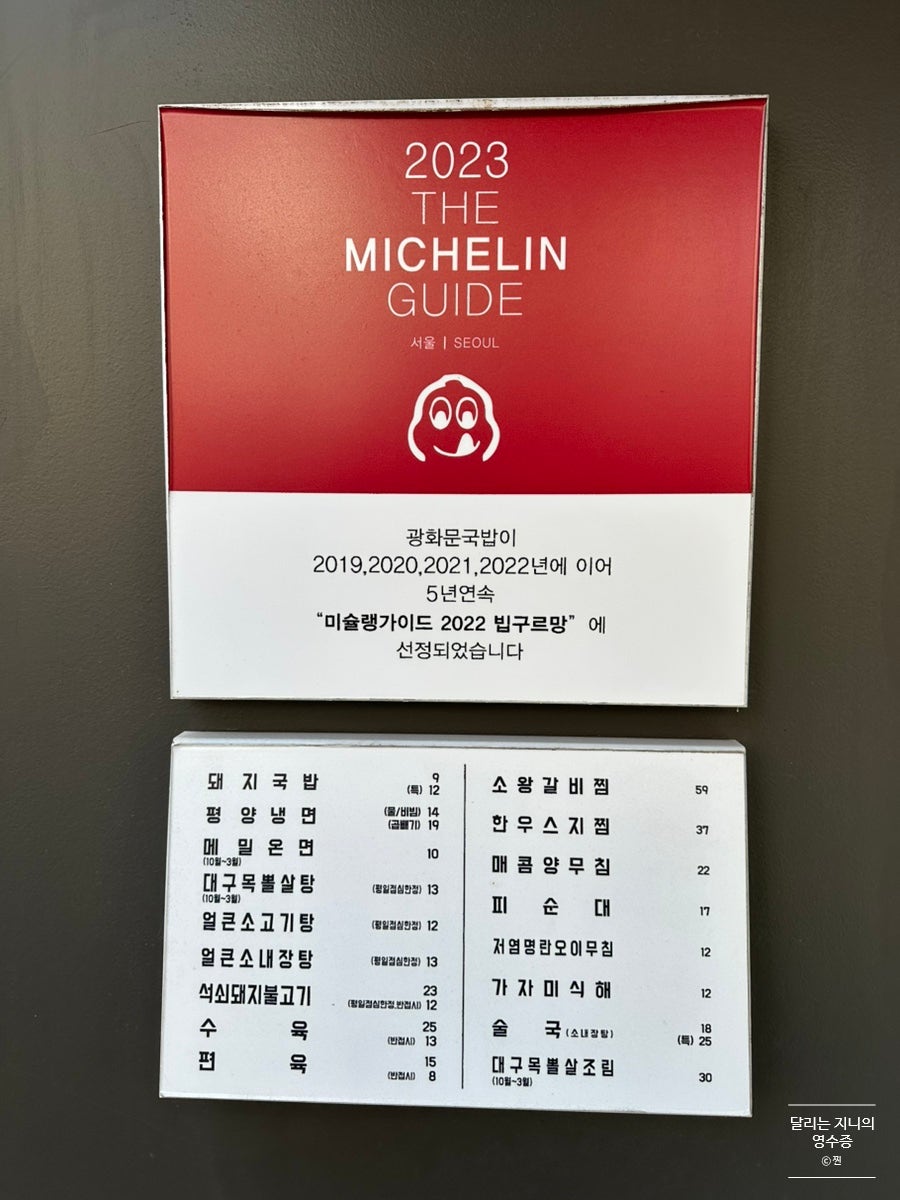 2023
THE
MICHELIN
GUIDE
서울 | SEOUL
광화문국밥이
2019,2020,2021,2022년에 이어
5년연속
“미슐랭가이드 2022 빕구르망” 에
선정되었습니다
돼지국밥 9
(특) 12
평양냉면 (물/비빔) 14
(곱빼기) 19
메밀온면 10
(10월~3월)
대구목뽈살탕 (평일점심한정) 13
(10월~3월)
얼큰소고기탕 (평일점심한정) 12
얼큰소내장탕 (평일점심한정) 13
석쇠돼지불고기 23
(평일점심한정.반접시) 12
수육 25
(반접시) 13
편육 15
(반접시) 8
소왕갈비찜 59
한우스지찜 37
매콤양무침 22
피순대 17
저염명란오이무침 12
가자미식해 12
술국(소내장탕) 18
(특) 25
대구목뽈살조림 30
(10월~3월)
달리는 지니의
영수증
©찐